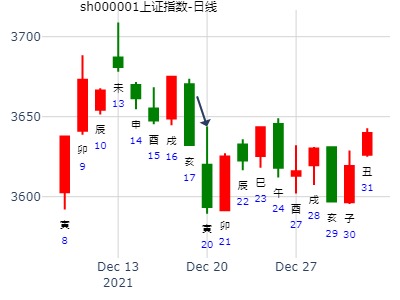 sh000001上证指数-日线
3700
3650
3600
寅
8
卯
9
辰
10
未
13
申
14
酉
15
戌
16
亥
17
寅
20
卯
21
辰
22
巳
23
午
24
酉
27
戌
28
亥
29
子
30
丑
31
Dec 13
2021
Dec 20
Dec 27